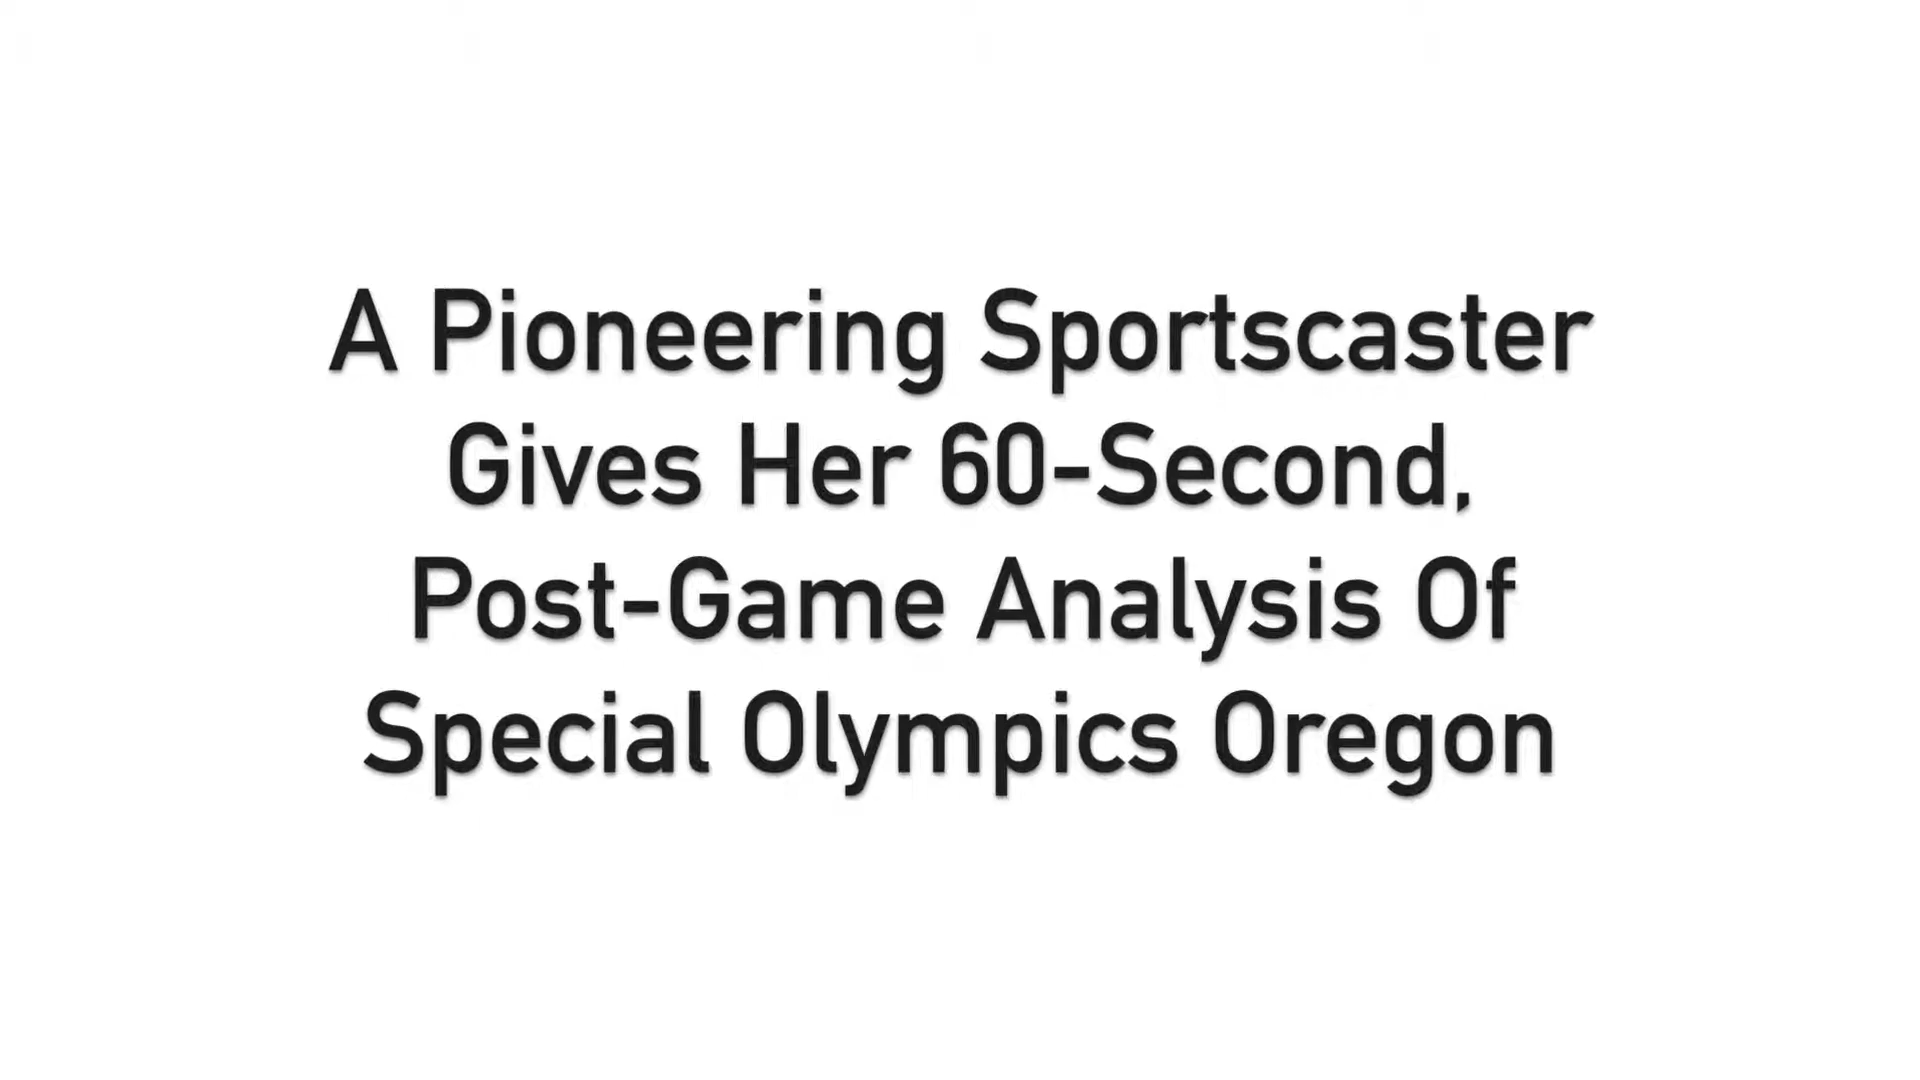 A Pioneering Sportscaster
Gives Her 60-Second,
Post-Game Analysis Of
Special Olympics Oregon